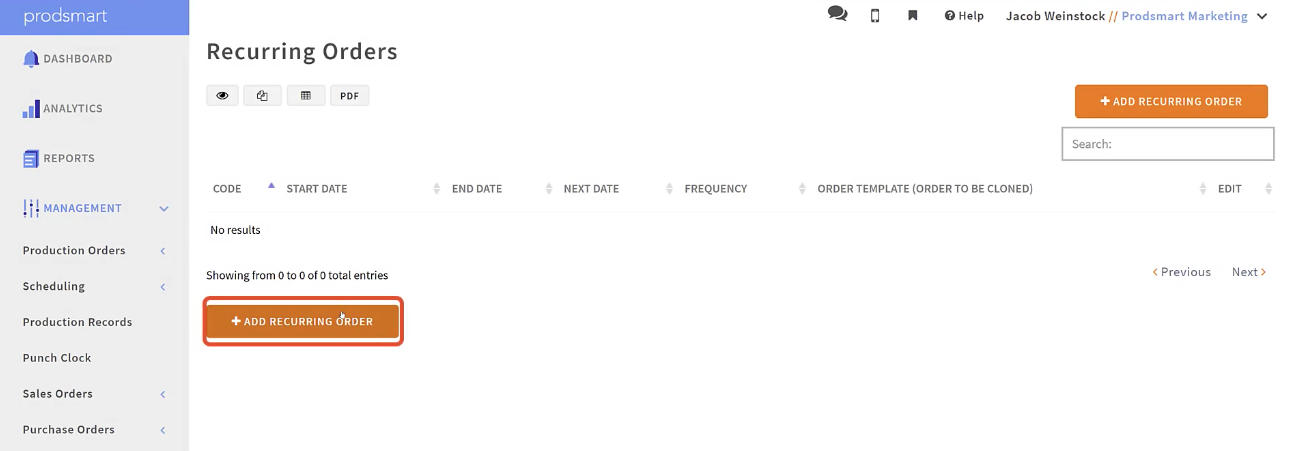 prodsmart
Help
Jacob Weinstock // Prodsmart Marketing
DASHBOARD
ANALYTICS
REPORTS
MANAGEMENT
Production Orders
Scheduling
Production Records
Punch Clock
Sales Orders
Purchase Orders
Recurring Orders
PDF
+ ADD RECURRING ORDER
Search:
CODE START DATE END DATE NEXT DATE FREQUENCY ORDER TEMPLATE (ORDER TO BE CLONED) EDIT
No results
Showing from 0 to 0 of 0 total entries
< Previous Next >
+ ADD RECURRING ORDER